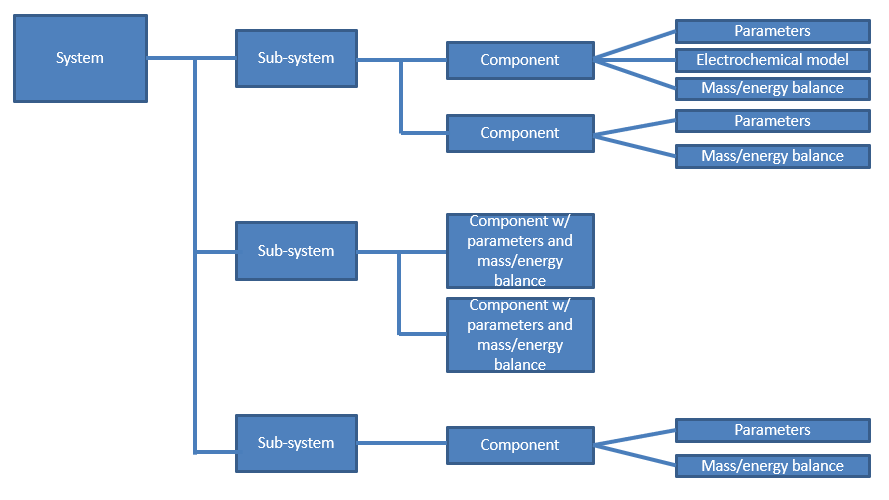 System
Sub-system
Component
Parameters
Electrochemical model
Mass/energy balance
Component
Parameters
Mass/energy balance
Sub-system
Component w/
parameters and
mass/energy
balance
Component w/
parameters and
mass/energy
balance
Sub-system
Component
Parameters
Mass/energy balance